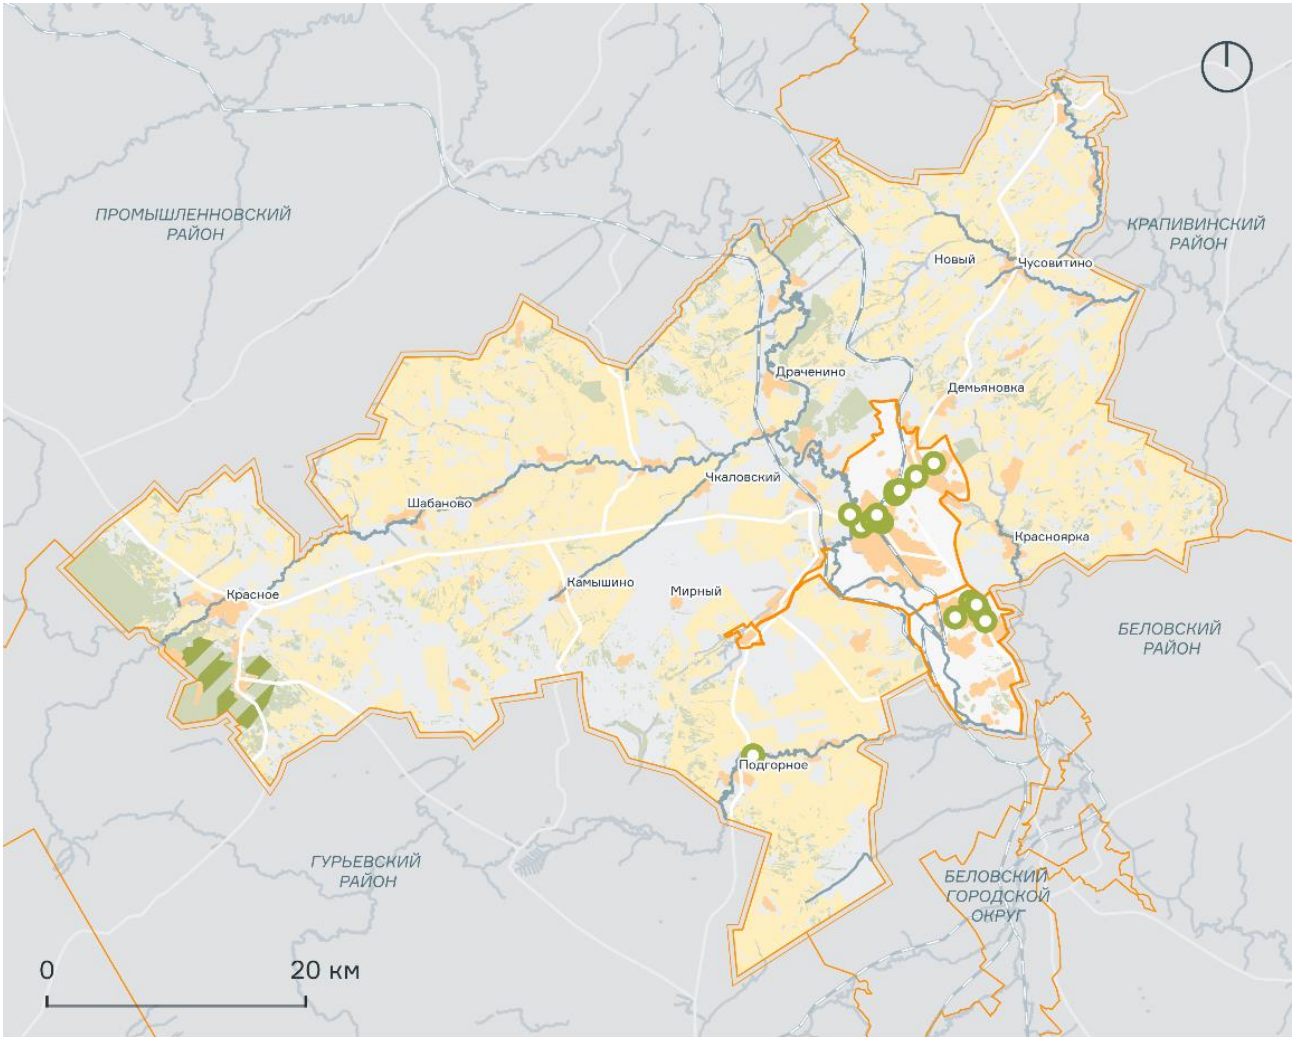 ПРОМЫШЛЕННОВСКИЙ
РАЙОН
КРАПИВИНСКИЙ
РАЙОН
Новый
Чусовитино
Драченино
Демьяновка
Чкаловский
Шабаново
Красноярка
Камышино
Мирный
Красное
БЕЛОВСКИЙ
РАЙОН
Подгорное
ГУРЬЕВСКИЙ
РАЙОН
БЕЛОВСКИЙ
ГОРОДСКОЙ
ОКРУГ
0
20 км